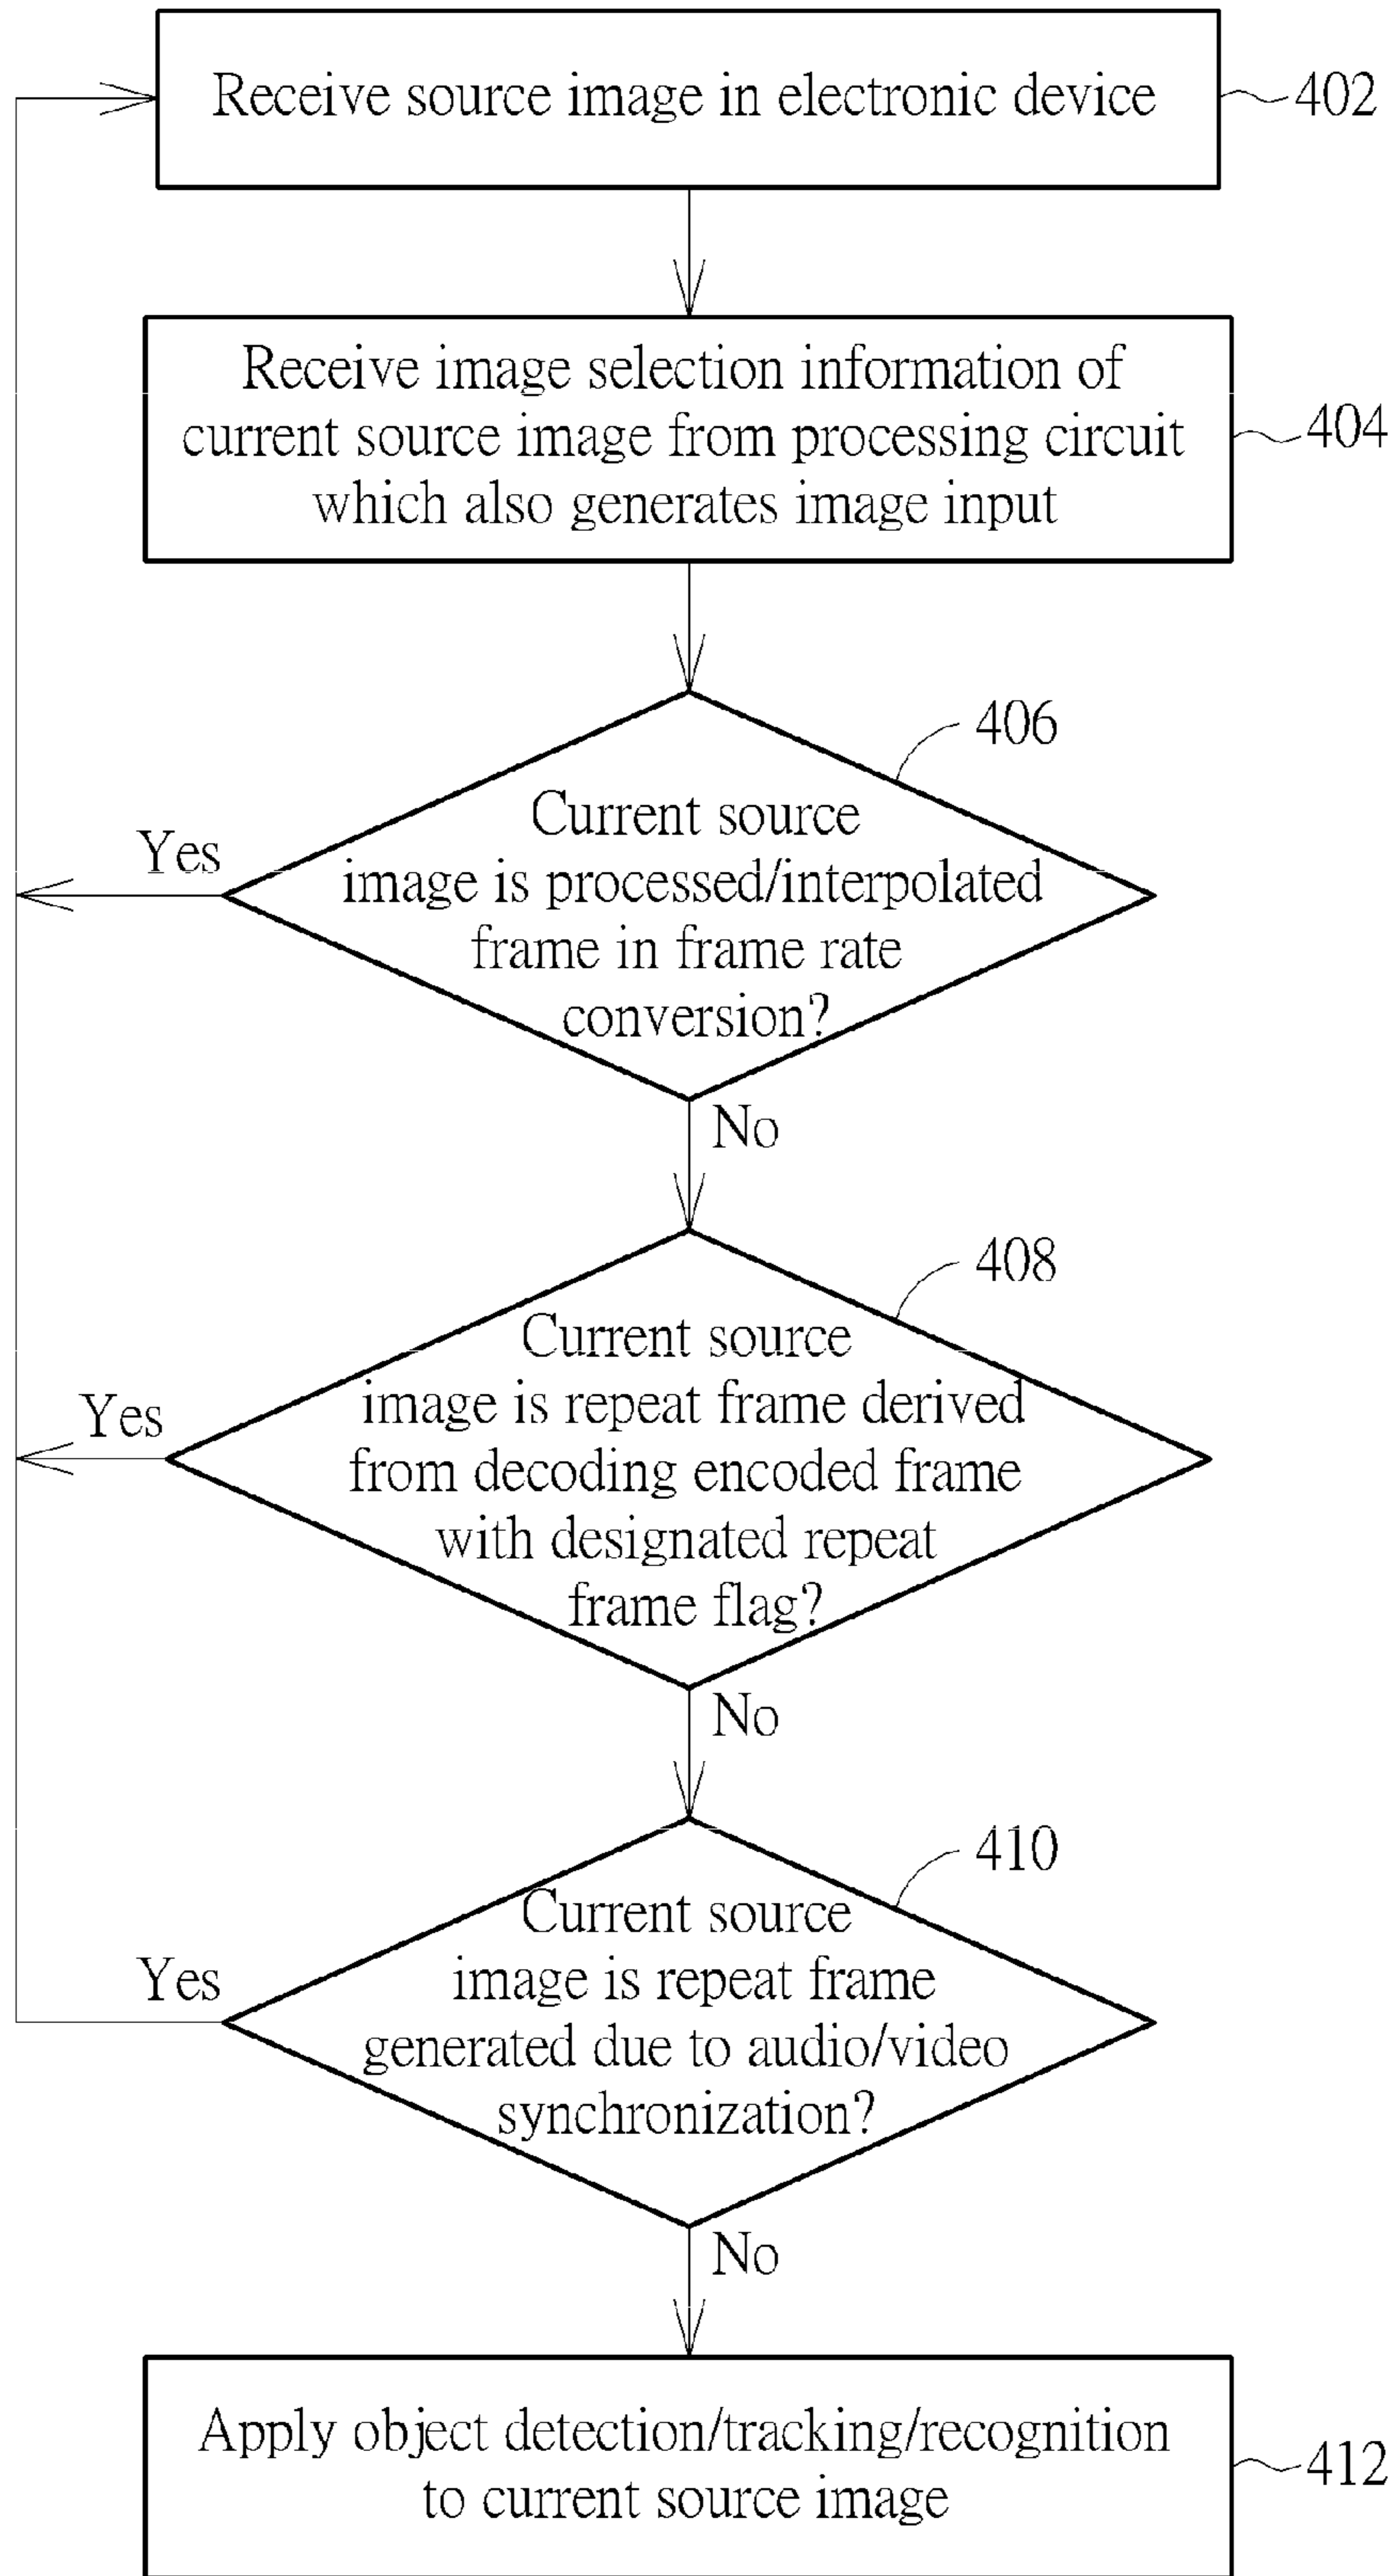 Receive source image in electronic device
402
Receive image selection information of
current source image from processing circuit
which also generates image input
404
406
Current source
image is processed/interpolated
frame in frame rate
conversion?
Yes
No
408
Current source
image is repeat frame derived
from decoding encoded frame
with designated repeat
frame flag?
Yes
No
410
Current source
image is repeat frame
generated due to audio/video
synchronization?
Yes
No
Apply object detection/tracking/recognition
to current source image
412